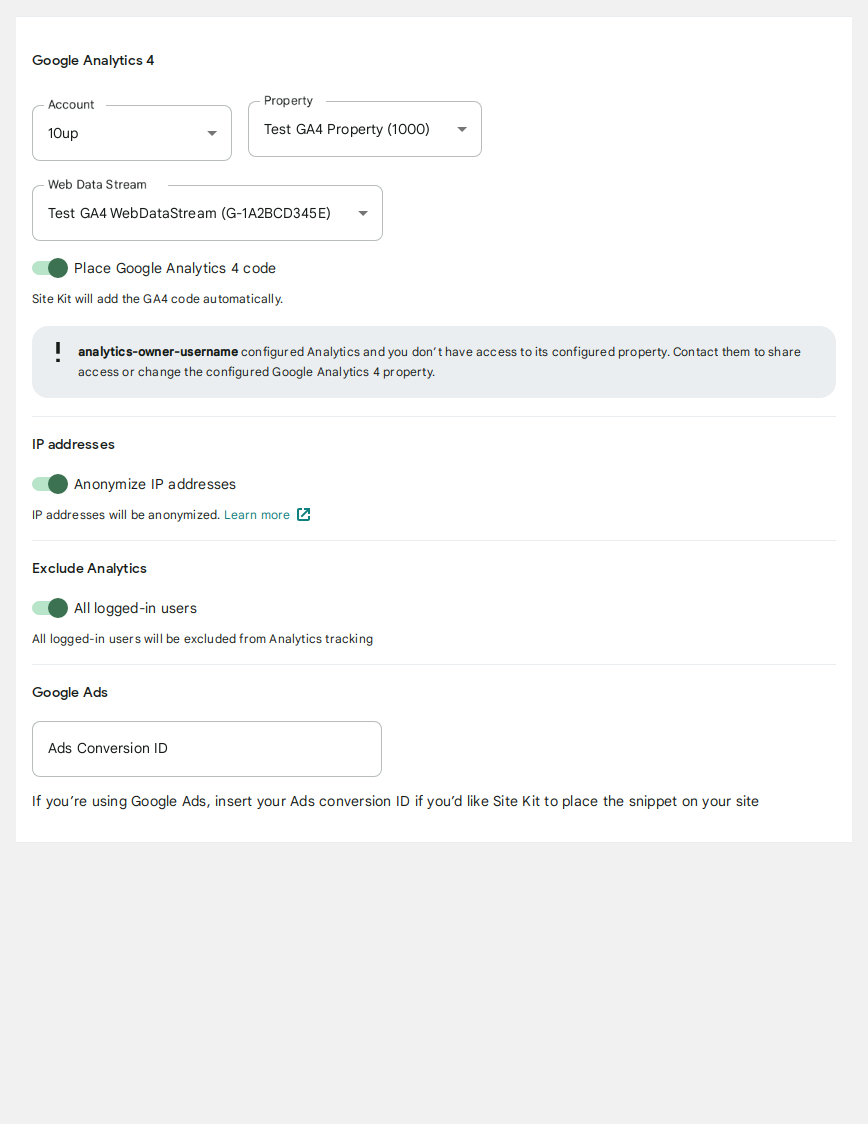 Google Analytics 4
Account
10up
Property
Test GA4 Property (1000)
Web Data Stream
Test GA4 WebDataStream (G-1A2BCD345E)
Place Google Analytics 4 code
Site Kit will add the GA4 code automatically.
analytics-owner-username configured Analytics and you don’t have access to its configured property. Contact them to share
access or change the configured Google Analytics 4 property.
IP addresses
Anonymize IP addresses
IP addresses will be anonymized. Learn more
Exclude Analytics
All logged-in users
All logged-in users will be excluded from Analytics tracking
Google Ads
Ads Conversion ID
If you’re using Google Ads, insert your Ads conversion ID if you’d like Site Kit to place the snippet on your site